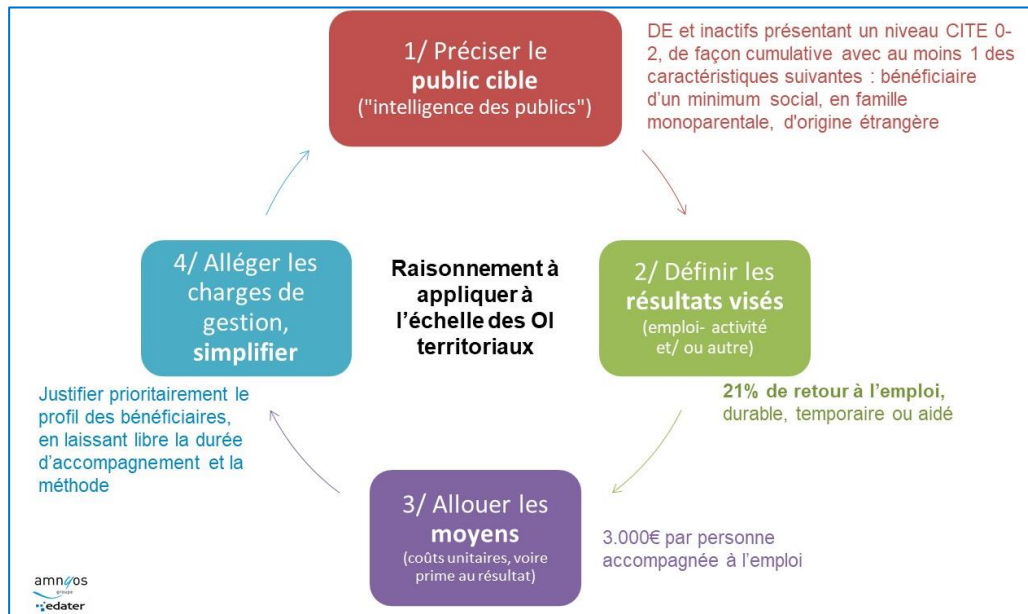 1/ Préciser le
public cible
("intelligence des publics")
DE et inactifs présentant un niveau CITE 0-
2, de façon cumulative avec au moins 1 des
caractéristiques suivantes : bénéficiaire
d'un minimum social, en famille
monoparentale, d'origine étrangère
2/ Définir les
résultats visés
(emploi- activité
et/ ou autre)
21% de retour à l'emploi,
durable, temporaire ou aidé
3/ Allouer les
moyens
(coûts unitaires, voire
prime au résultat)
3.000€ par personne
accompagnée à l'emploi
4/ Alléger les
charges de
gestion,
simplifier
Justifier prioritairement le
profil des bénéficiaires,
en laissant libre la durée
d'accompagnement et la
méthode
Raisonnement à
appliquer à
l'échelle des OI
territoriaux
amnyos
groupe
edater